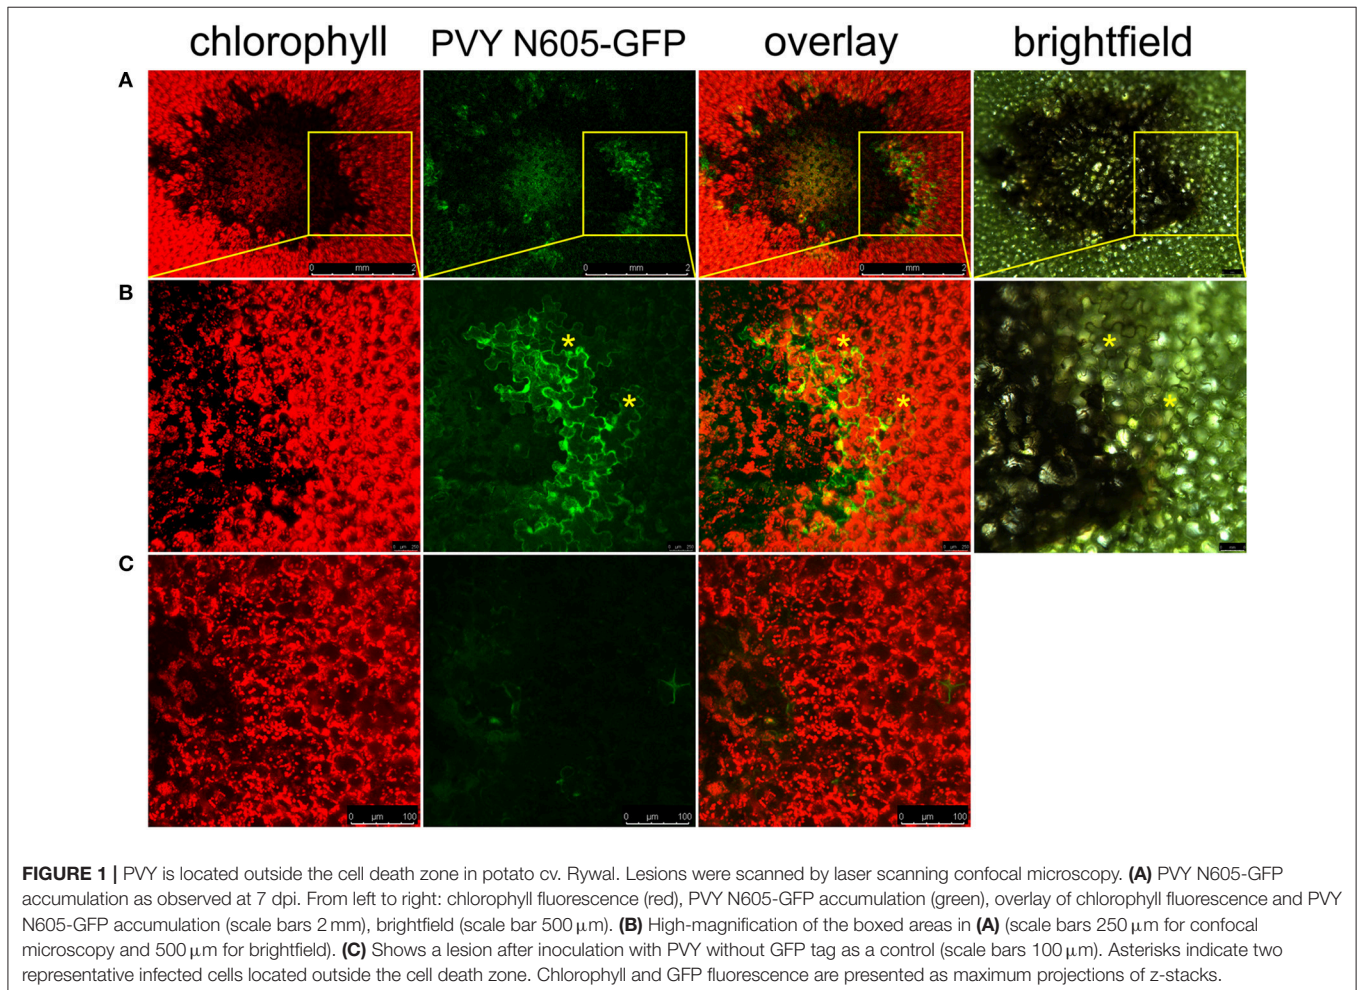 chlorophyll PVY N605-GFP overlay brightfield
A
0 mm 2 0 mm 2 0 mm 2
B
*
*
C
0 µm 100 0 µm 100 0 µm 100
FIGURE 1 | PVY is located outside the cell death zone in potato cv. Rywal. Lesions were scanned by laser scanning confocal microscopy. (A) PVY N605-GFP
accumulation as observed at 7 dpi. From left to right: chlorophyll fluorescence (red), PVY N605-GFP accumulation (green), overlay of chlorophyll fluorescence and PVY
N605-GFP accumulation (scale bars 2 mm), brightfield (scale bar 500 µm). (B) High-magnification of the boxed areas in (A) (scale bars 250 µm for confocal
microscopy and 500 µm for brightfield). (C) Shows a lesion after inoculation with PVY without GFP tag as a control (scale bars 100 µm). Asterisks indicate two
representative infected cells located outside the cell death zone. Chlorophyll and GFP fluorescence are presented as maximum projections of z-stacks.